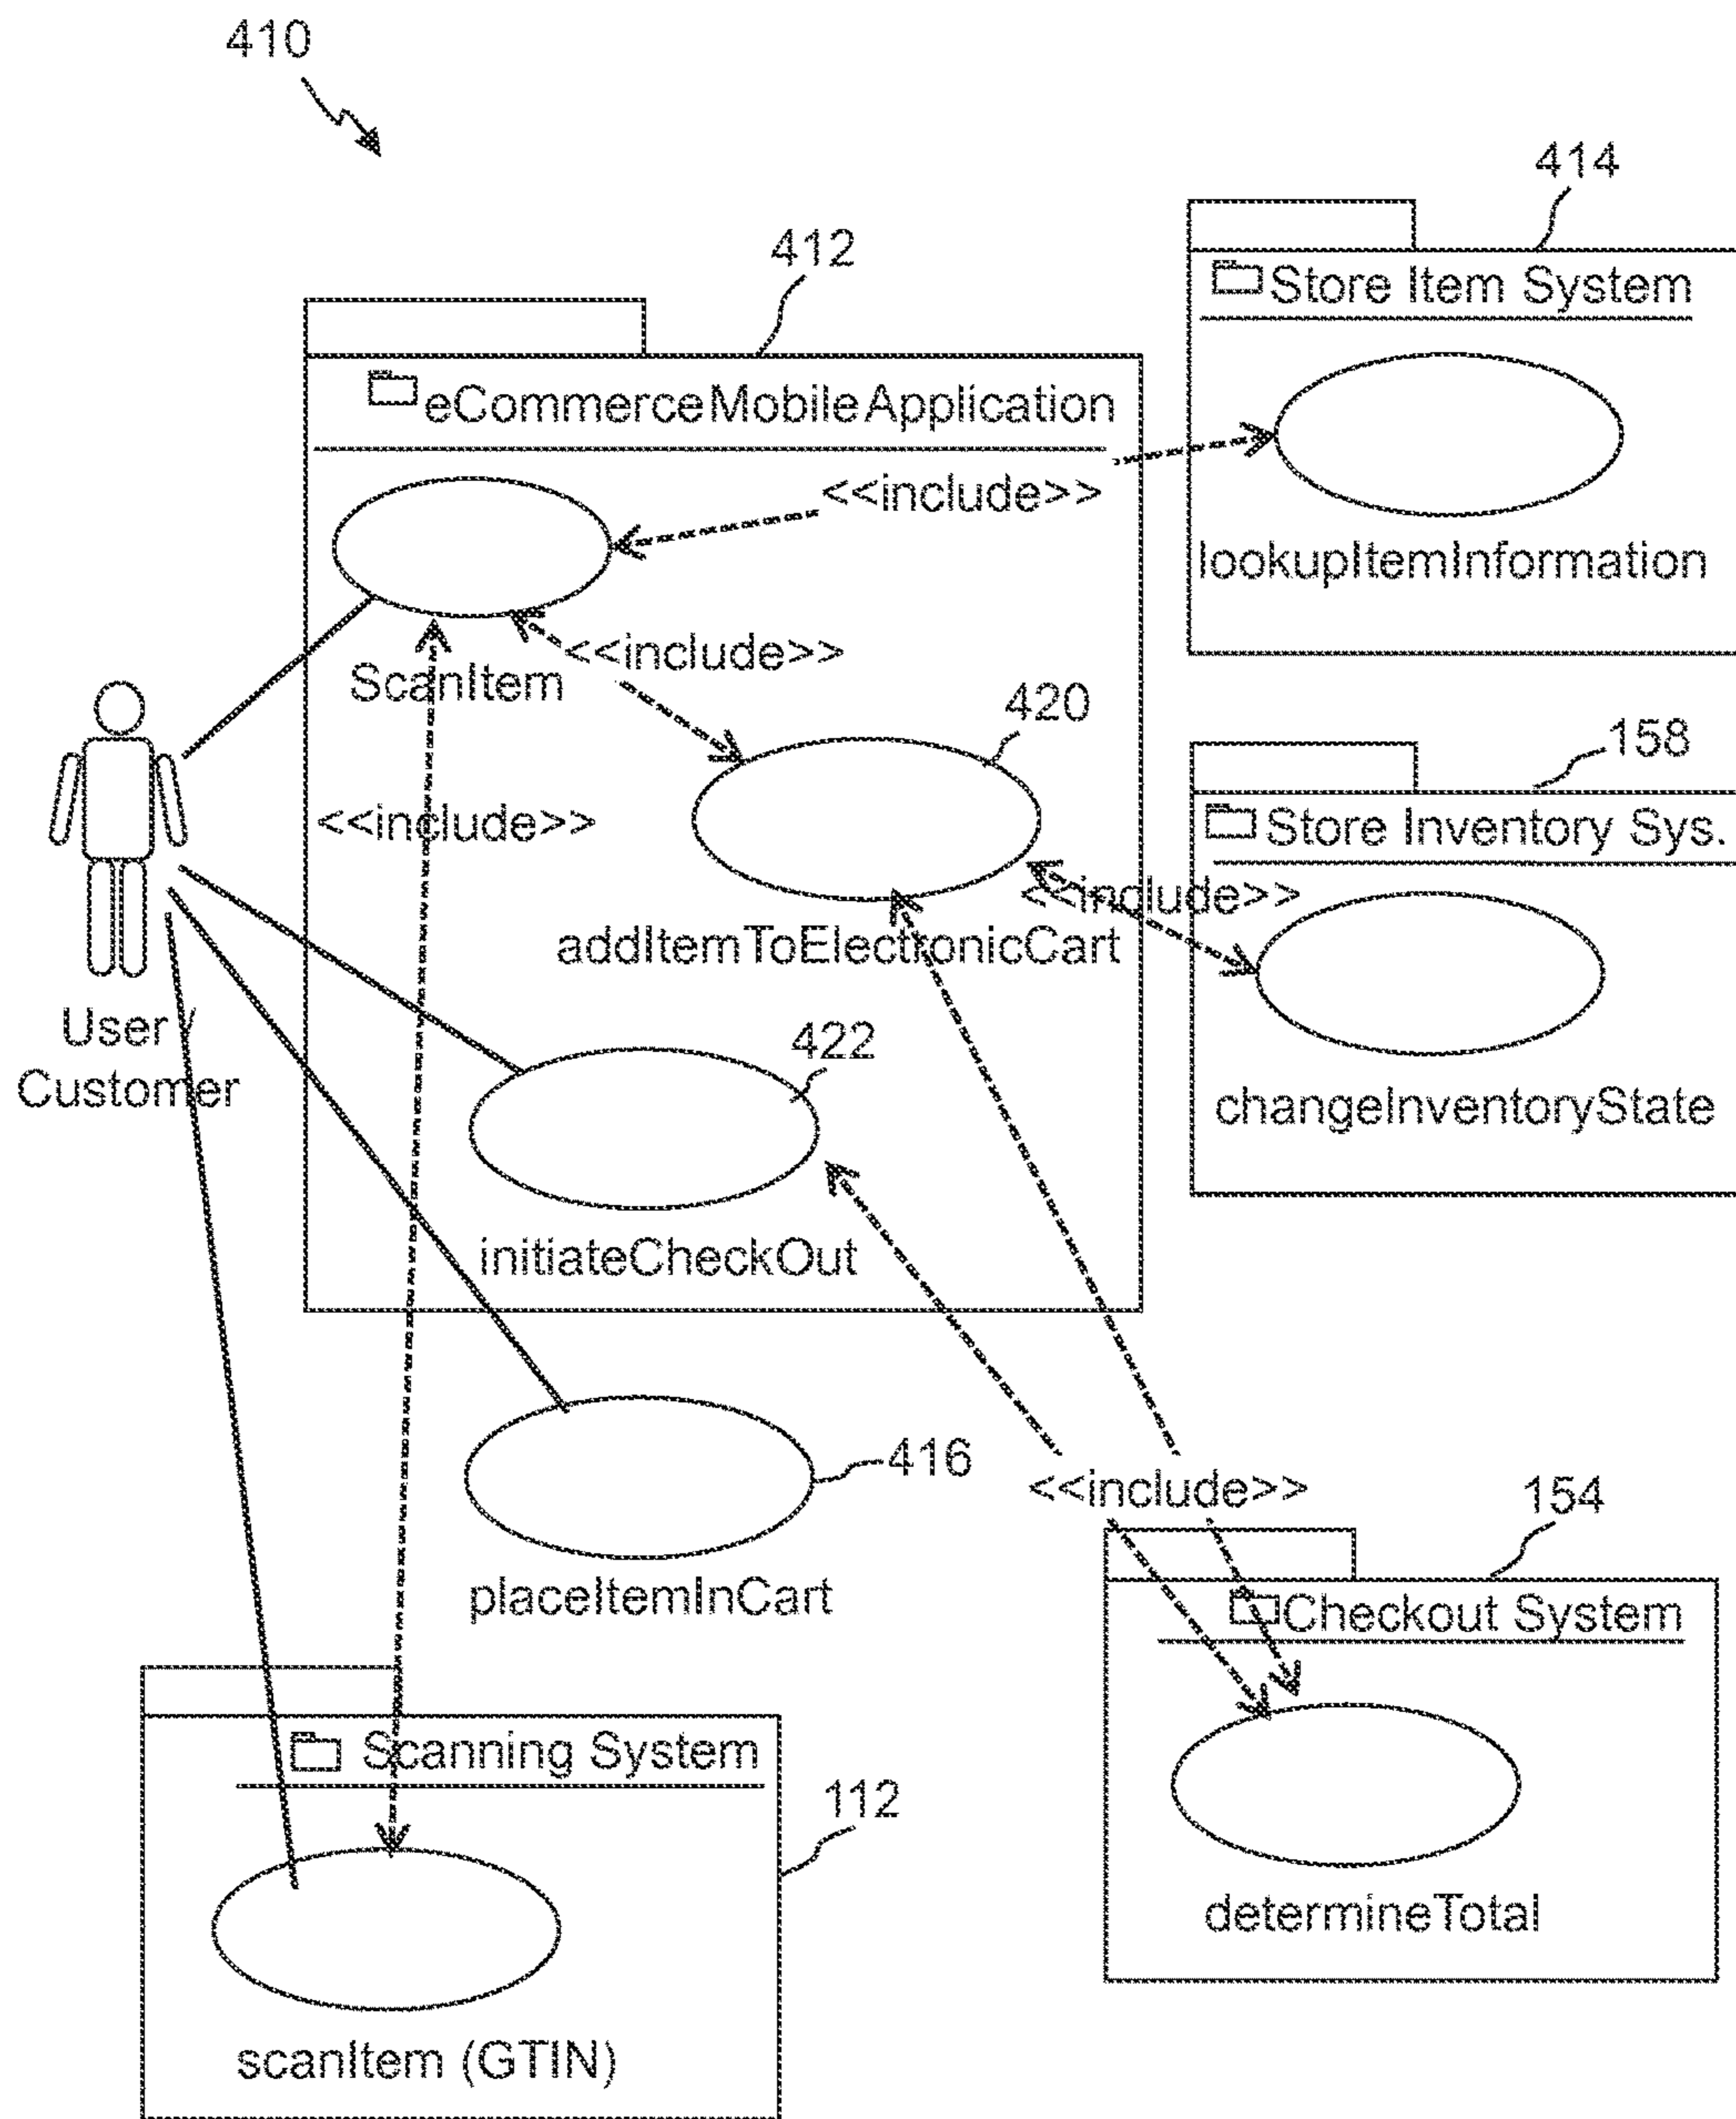 410
414
412
Store Item System
eCommerceMobileApplication
<<include>>
lookupItemInformation
<<include>>
ScanItem
420
158
<<include>>
Store Inventory Sys.
<<include>>
addItemToElectronicCart
User /
Customer
422
changeInventoryState
initiateCheckOut
416
<<include>>
154
placeItemInCart
Checkout System
Scanning System
112
determineTotal
scanItem (GTIN)